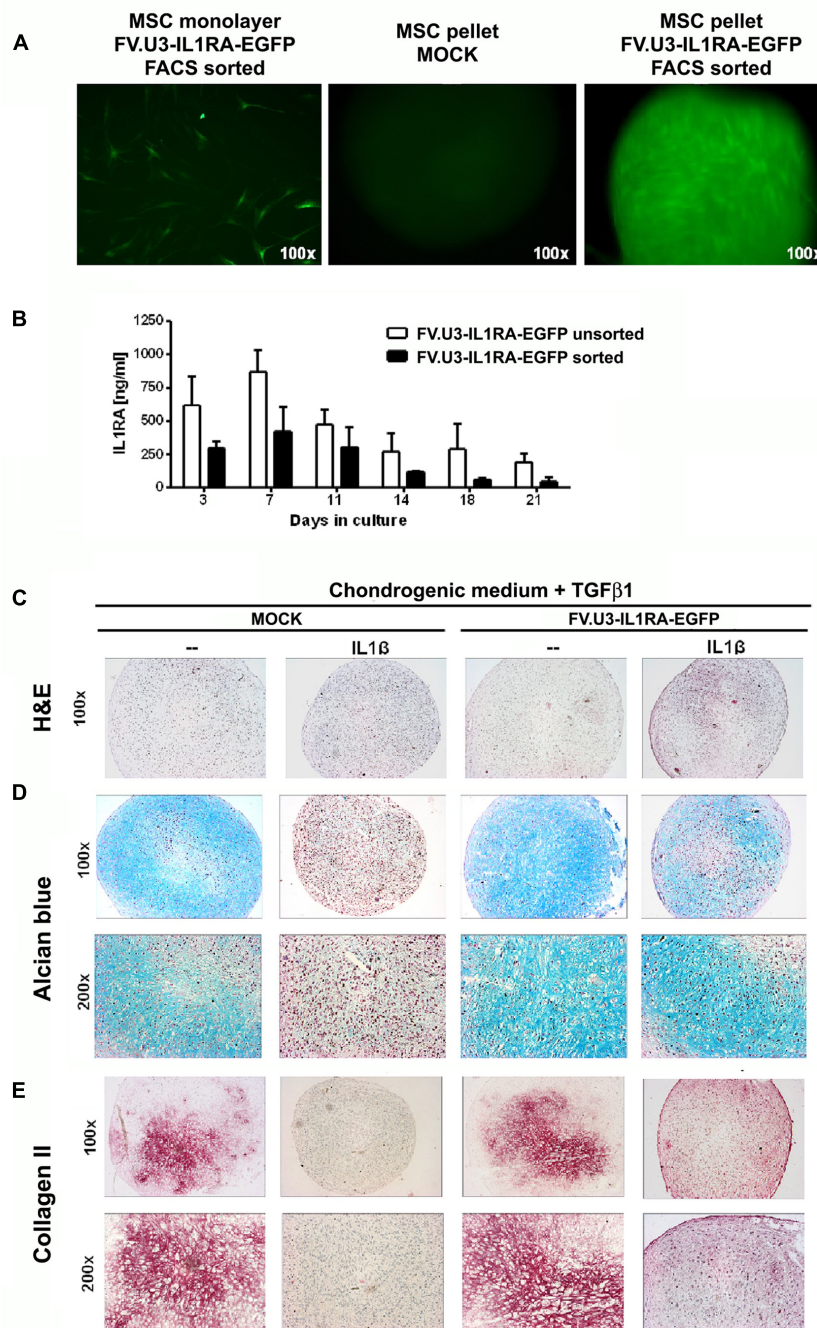 A
MSC monolayer
FV.U3-IL1RA-EGFP
FACS sorted
MSC pellet
MOCK
MSC pellet
FV.U3-IL1RA-EGFP
FACS sorted
100x
100x
100x
B
IL1RA [ng/ml]
1250
1000
750
500
250
0
FV.U3-IL1RA-EGFP unsorted
FV.U3-IL1RA-EGFP sorted
3 7 11 14 18 21
Days in culture
C
Chondrogenic medium + TGFβ1
MOCK
FV.U3-IL1RA-EGFP
-- IL1ß -- IL1ß
H&E
100x
D
Alcian blue
100x
200x
E
Collagen II
100x
200x